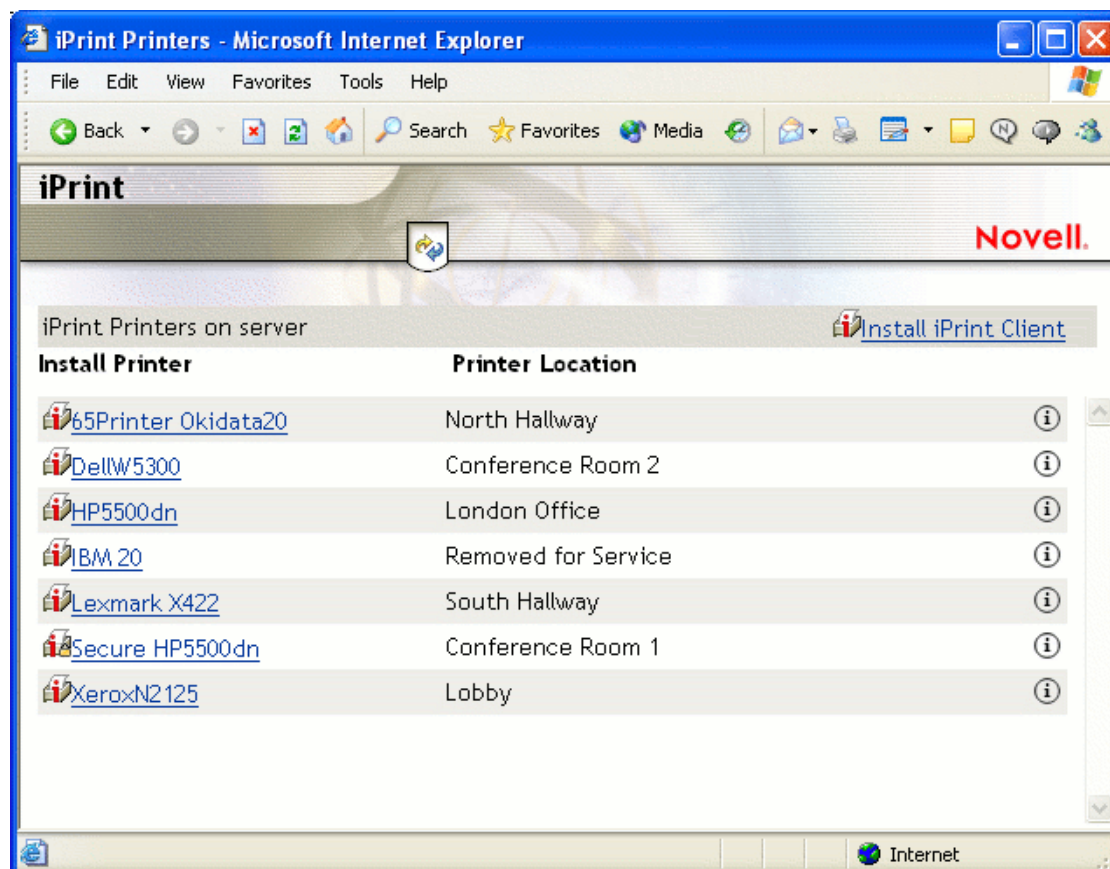 iPrint Printers - Microsoft Internet Explorer
File Edit View Favorites Tools Help
Back Search Favorites Media
iPrint
Novell.
iPrint Printers on server Install iPrint Client
Install Printer Printer Location
65Printer Okidata20 North Hallway
DellW5300 Conference Room 2
HP5500dn London Office
IBM 20 Removed for Service
Lexmark X422 South Hallway
Secure HP5500dn Conference Room 1
XeroxN2125 Lobby
Internet